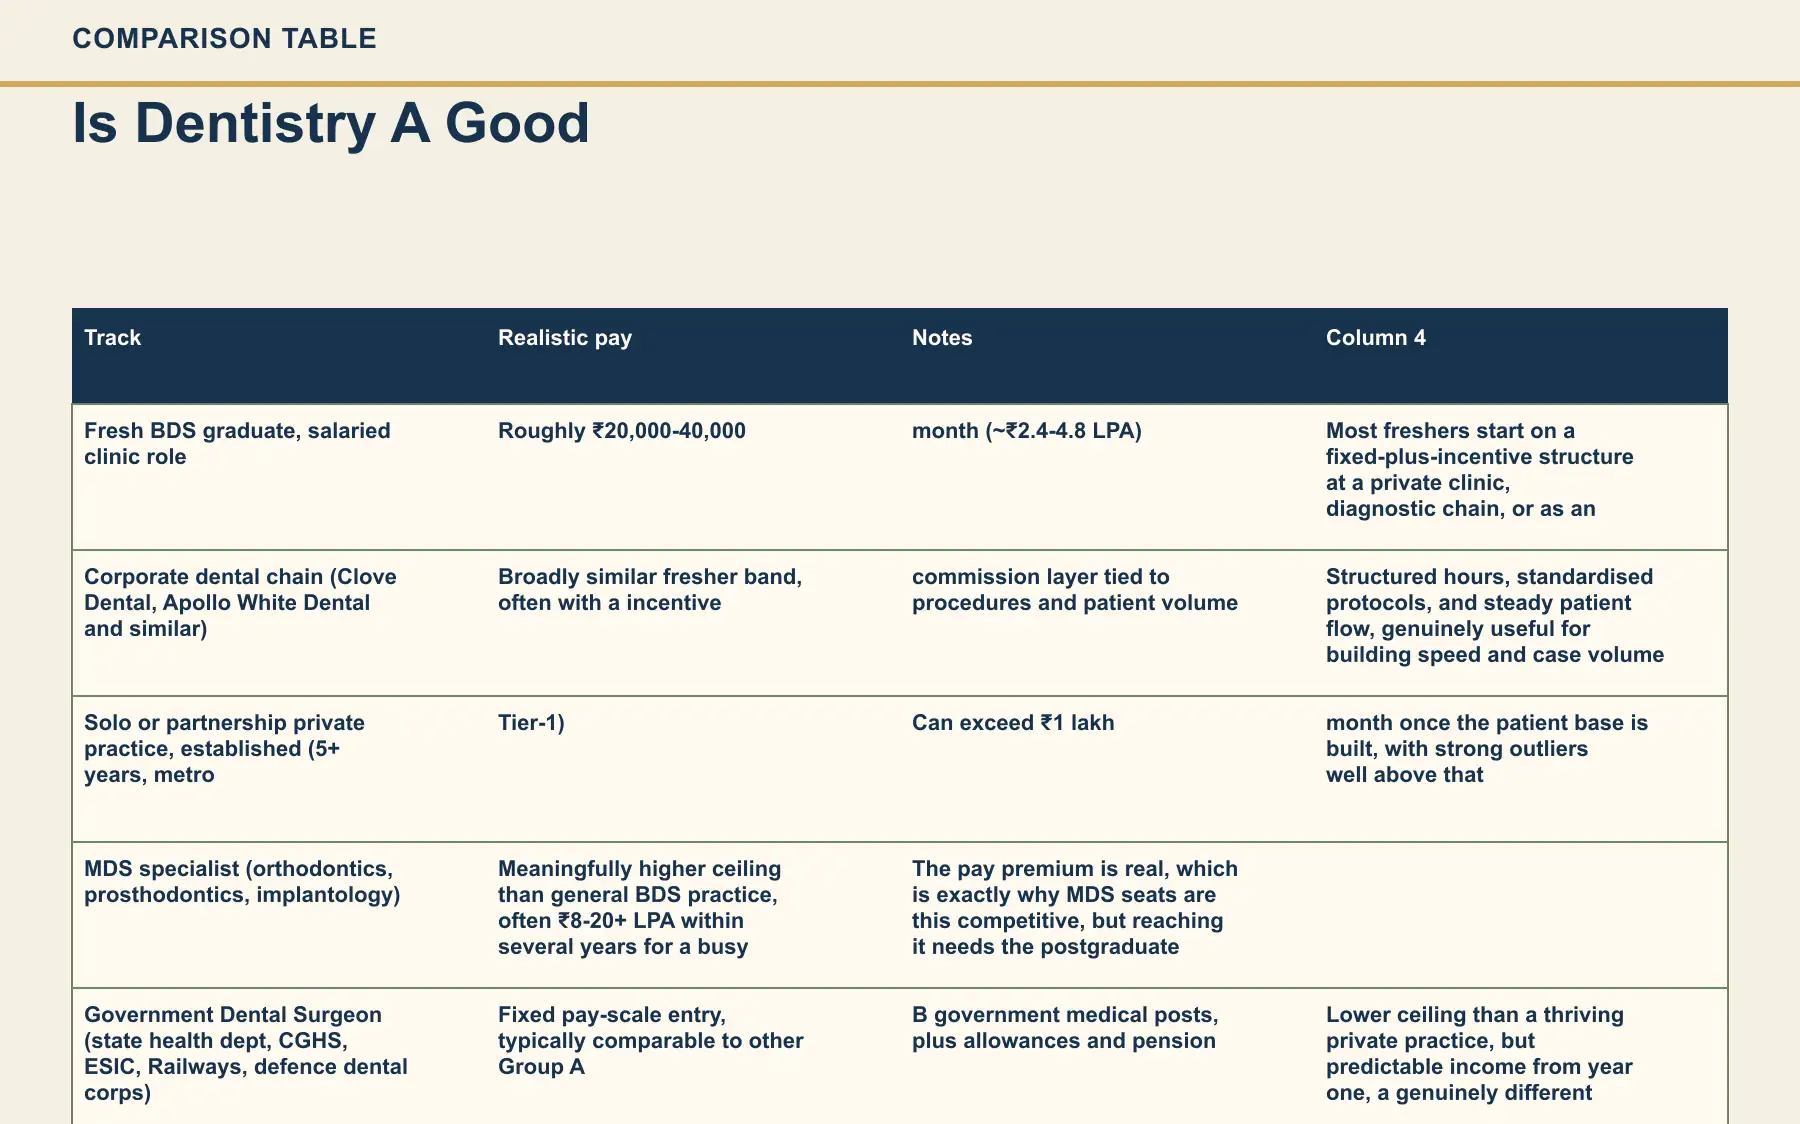 COMPARISON TABLE
Is Dentistry A Good
Track
Realistic pay
Notes
Column 4
Fresh BDS graduate, salaried
clinic role
Roughly ₹20,000-40,000
month (~₹2.4-4.8 LPA)
Most freshers start on a
fixed-plus-incentive structure
at a private clinic,
diagnostic chain, or as an
Corporate dental chain (Clove
Dental, Apollo White Dental
and similar)
Broadly similar fresher band,
often with a incentive
commission layer tied to
procedures and patient volume
Structured hours, standardised
protocols, and steady patient
flow, genuinely useful for
building speed and case volume
Solo or partnership private
practice, established (5+
years, metro
Tier-1)
Can exceed ₹1 lakh
month once the patient base is
built, with strong outliers
well above that
MDS specialist (orthodontics,
prosthodontics, implantology)
Meaningfully higher ceiling
than general BDS practice,
often ₹8-20+ LPA within
several years for a busy
The pay premium is real, which
is exactly why MDS seats are
this competitive, but reaching
it needs the postgraduate
Government Dental Surgeon
(state health dept, CGHS,
ESIC, Railways, defence dental
corps)
Fixed pay-scale entry,
typically comparable to other
Group A
B government medical posts,
plus allowances and pension
Lower ceiling than a thriving
private practice, but
predictable income from year
one, a genuinely different